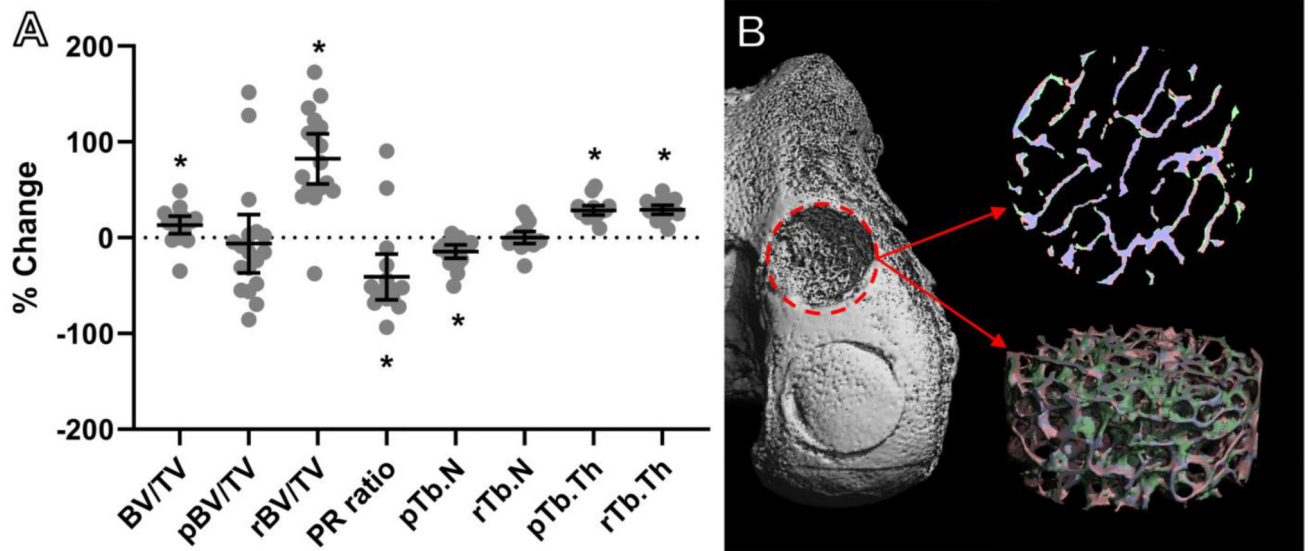 A
200
100
0
-100
-200
% Change
*
*
*
*
*
*
BV/TV
pBV/TV
rBV/TV
PR ratio
pTb.N
rTb.N
pTb.Th
rTb.Th
B